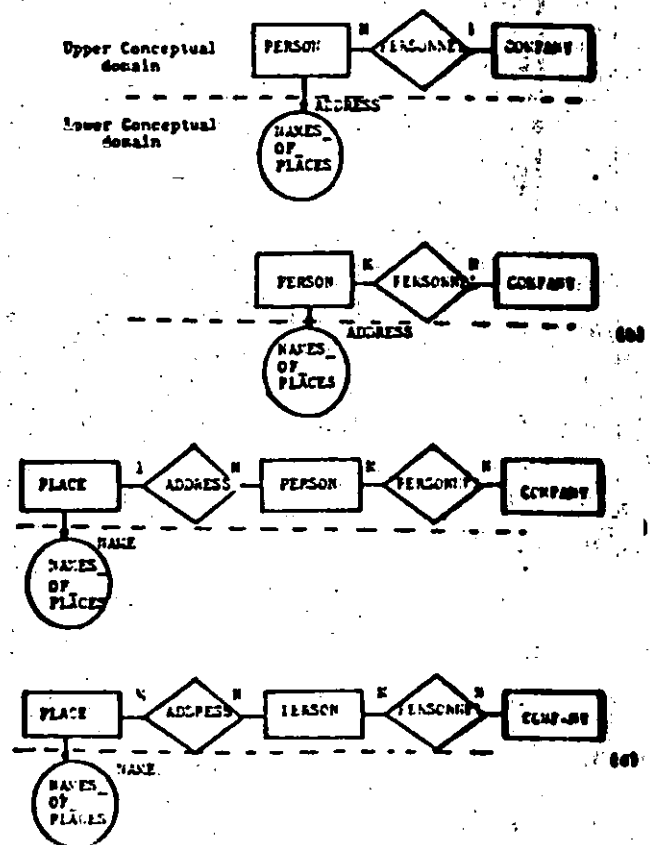 Upper Conceptual
domain
PERSON
N
PERSONNEL
1
COMPANY
ADDRESS
Lower Conceptual
domain
NAMES_
OF_
PLACES
PERSON
K
PERSONNEL
N
COMPANY
ADDRESS
NAMES_
OF_
PLACES
PLACE
1
ADDRESS
N
PERSON
K
PERSONNEL
N
COMPANY
NAME
NAMES_
OF_
PLACES
PLACE
ADDRESS
N
PERSON
K
PERSONNEL
N
COMPANY
NAME
NAMES_
OF_
PLACES